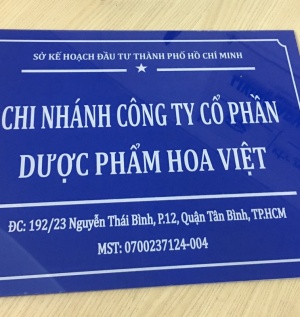 SỞ KẾ HOẠCH ĐẦU TƯ THÀNH PHỐ HỒ CHÍ MINH
CHI NHÁNH CÔNG TY CỔ PHẦN
DƯỢC PHẨM HOA VIỆT
ĐC: 192/23 Nguyễn Thái Bình, P.12, Quận Tân Bình, TP.HCM
MST: 0700237124-004